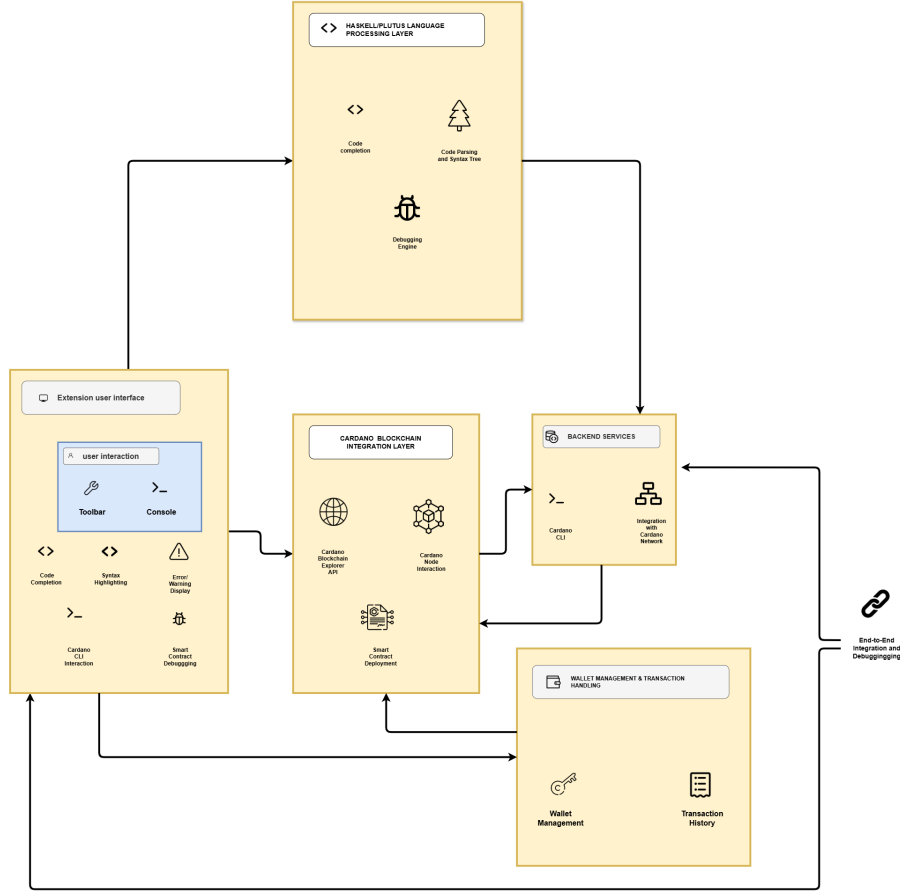 HASKELL/PLUTUS LANGUAGE
PROCESSING LAYER
Code
completion
Code Parsing
and Syntax Tree
Debugging
Engine
Extension user interface
user interaction
Toolbar
Console
Code
Completion
Syntax
Highlighting
Error/
Warning
Display
Cardano
CLI
Interaction
Smart
Contract
Debuggging
CARDANO BLOCKCHAIN
INTEGRATION LAYER
Cardano
Blockchain
Explorer
API
Cardano
Node
Interaction
Smart
Contract
Deployment
BACKEND SERVICES
Cardano
CLI
Integration
with
Cardano
Network
End-to-End
Integration and
Debuggingging
WALLET MANAGEMENT & TRANSACTION
HANDLING
Wallet
Management
Transaction
History